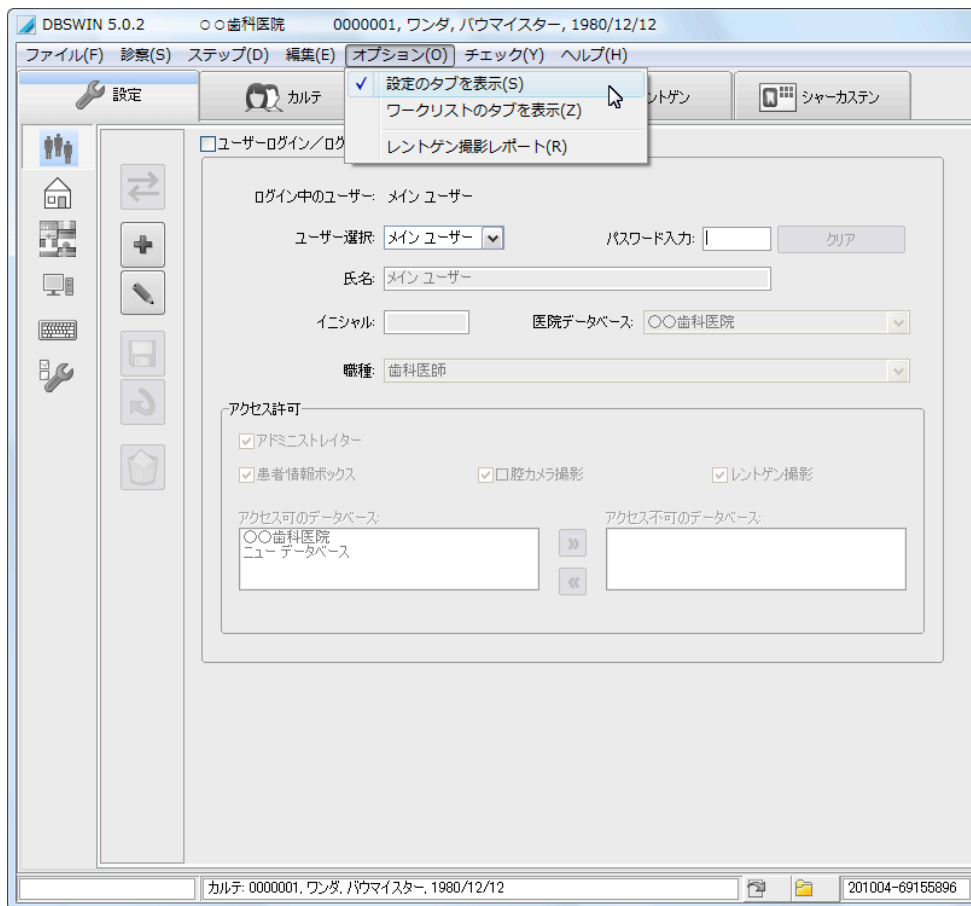 DBSWIN 5.0.2 ○○歯科医院 0000001, ワンダ, バウマイスター, 1980/12/12
ファイル(F) 診察(S) ステップ(D) 編集(E) オプション(O) チェック(Y) ヘルプ(H)
設定 カルテ ントゲン シャーカステン
設定のタブを表示(S)
ワークリストのタブを表示(Z)
レントゲン撮影レポート(R)
ユーザーログイン/ログ
ログイン中のユーザー: メイン ユーザー
ユーザー選択: メイン ユーザー パスワード入力: クリア
氏名: メイン ユーザー
イニシャル: 医院データベース: ○○歯科医院
職種: 歯科医師
アクセス許可
アドミニストレイター
患者情報ボックス 口腔カメラ撮影 レントゲン撮影
アクセス可のデータベース: アクセス不可のデータベース:
○○歯科医院
ニュー データベース
»
«
カルテ: 0000001, ワンダ, バウマイスター, 1980/12/12 201004-69155896